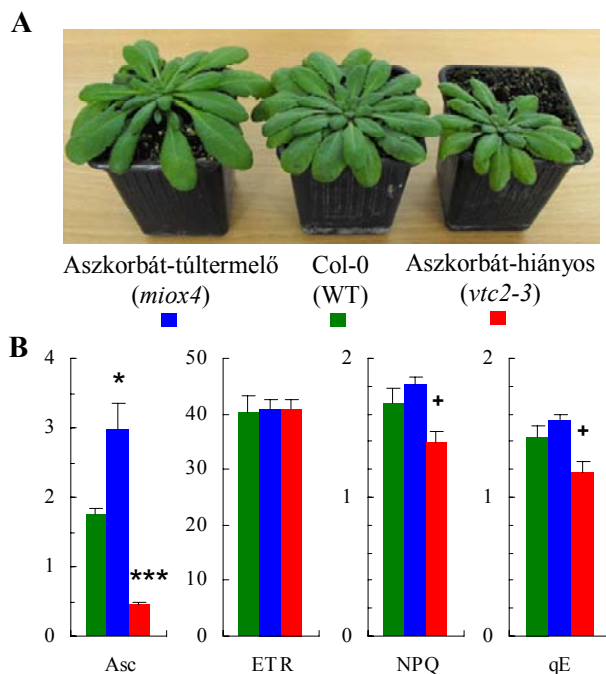 A
Aszkorbát-túltermelő Col-0 Aszkorbát-hiányos
(miox4) (WT) (vtc2-3)
B
4 50 2 2
* + +
3 40
2 30 1 1
20
1 *** 10
0 0 0 0
Asc ETR NPQ qE